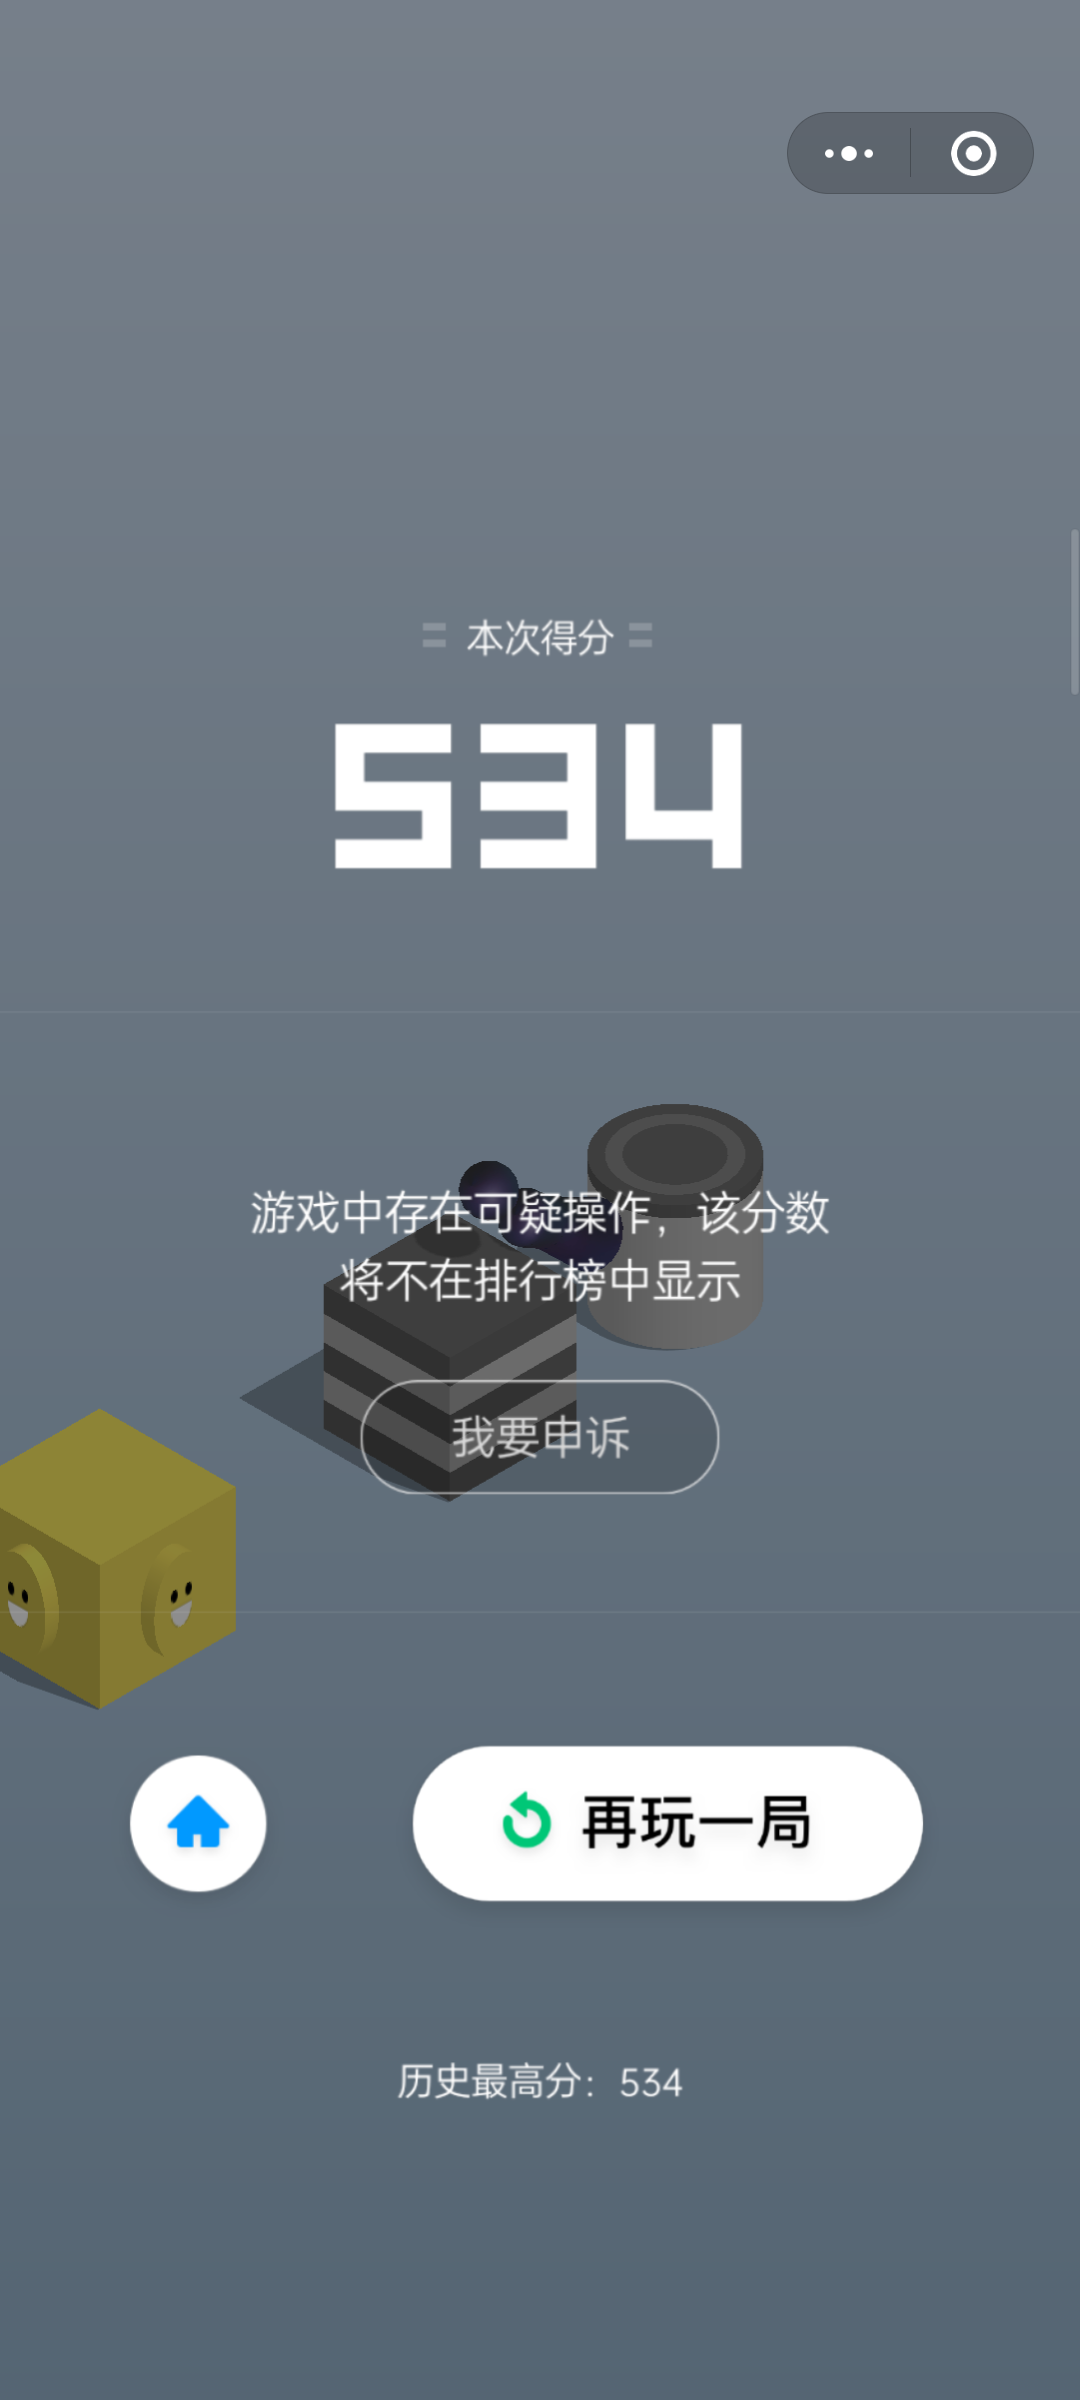 本次得分
534
游戏中存在可疑操作，该分数
将不在排行榜中显示
我要申诉
再玩一局
历史最高分：534